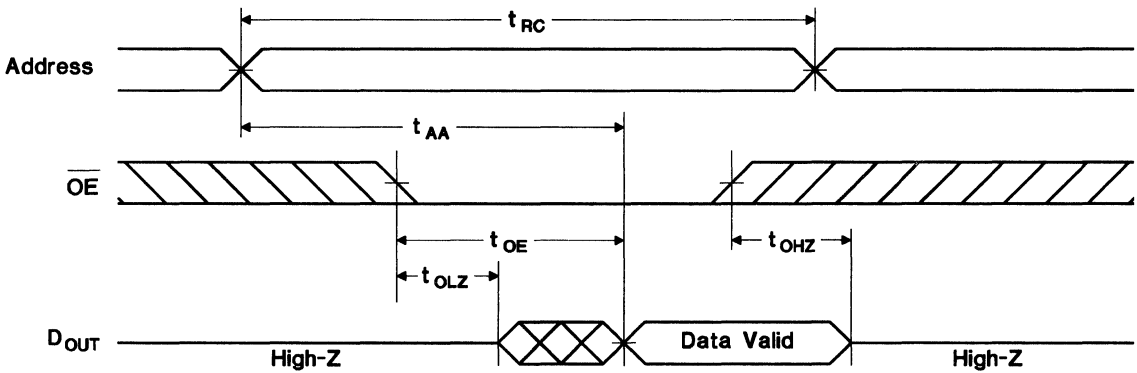 t RC
Address
t AA
OE
t OE
t OHZ
t OLZ
D OUT
Data Valid
High-Z
High-Z